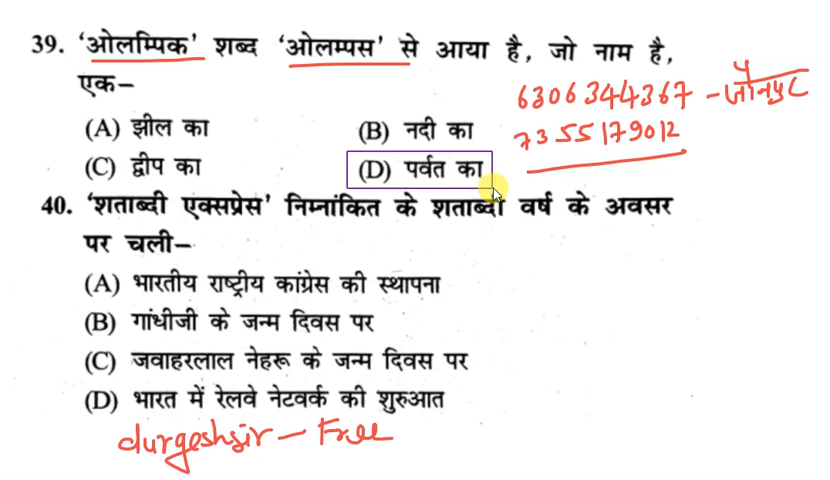 39. 'ओलम्पिक' शब्द 'ओलम्पस' से आया है, जो नाम है,
एक–
6306344367 – जौनपुर
(A) झील का (B) नदी का
7355179012
(C) द्वीप का (D) पर्वत का
40. 'शताब्दी एक्सप्रेस' निम्नांकित के शताब्दी वर्ष के अवसर
पर चली–
(A) भारतीय राष्ट्रीय कांग्रेस की स्थापना
(B) गांधीजी के जन्म दिवस पर
(C) जवाहरलाल नेहरू के जन्म दिवस पर
(D) भारत में रेलवे नेटवर्क की शुरुआत
durgeshsir – Free